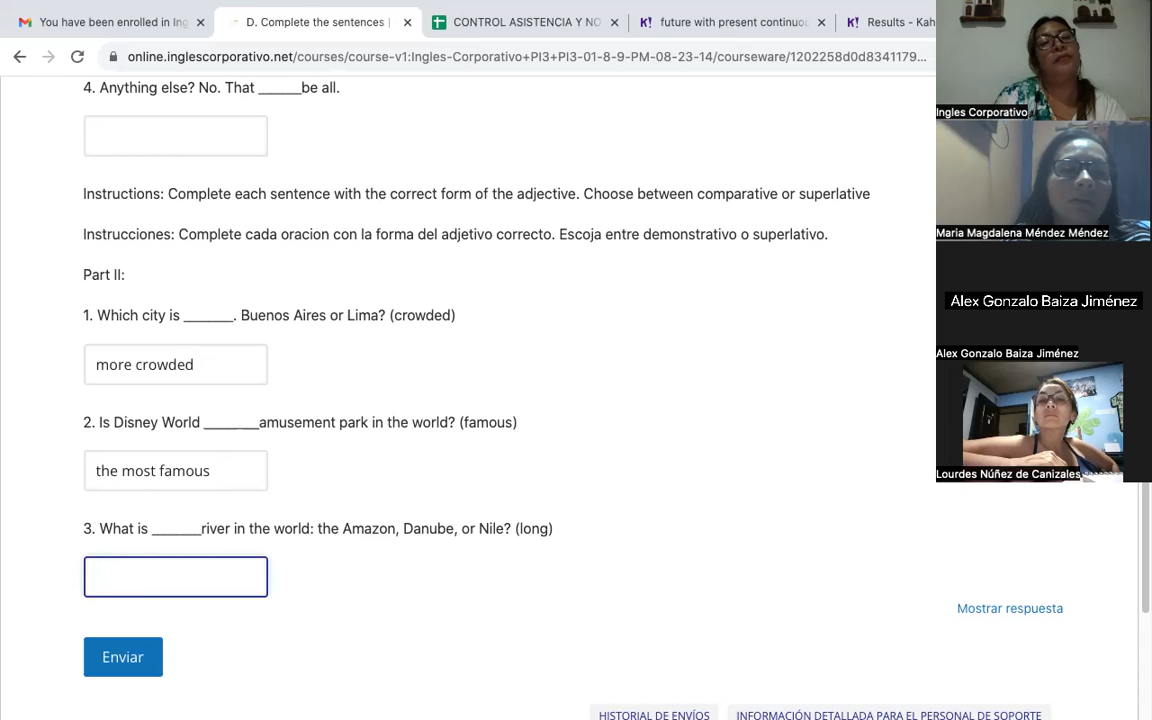 You have been enrolled in Ing
D. Complete the sentences |
CONTROL ASISTENCIA Y NO
future with present continuou
Results - Kah
online.inglescorporativo.net/courses/course-v1:Ingles-Corporativo+PI3+PI3-01-8-9-PM-08-23-14/courseware/1202258d0d8341179...
4. Anything else? No. That ______be all.
Instructions: Complete each sentence with the correct form of the adjective. Choose between comparative or superlative
Instrucciones: Complete cada oracion con la forma del adjetivo correcto. Escoja entre demonstrativo o superlativo.
Part II:
1. Which city is _______. Buenos Aires or Lima? (crowded)
more crowded
2. Is Disney World ________amusement park in the world? (famous)
the most famous
3. What is _______river in the world: the Amazon, Danube, or Nile? (long)
Mostrar respuesta
Enviar
HISTORIAL DE ENVÍOS
INFORMACIÓN DETALLADA PARA EL PERSONAL DE SOPORTE
Ingles Corporativo
Maria Magdalena Méndez Méndez
Alex Gonzalo Baiza Jiménez
Alex Gonzalo Baiza Jiménez
Lourdes Núñez de Canizales